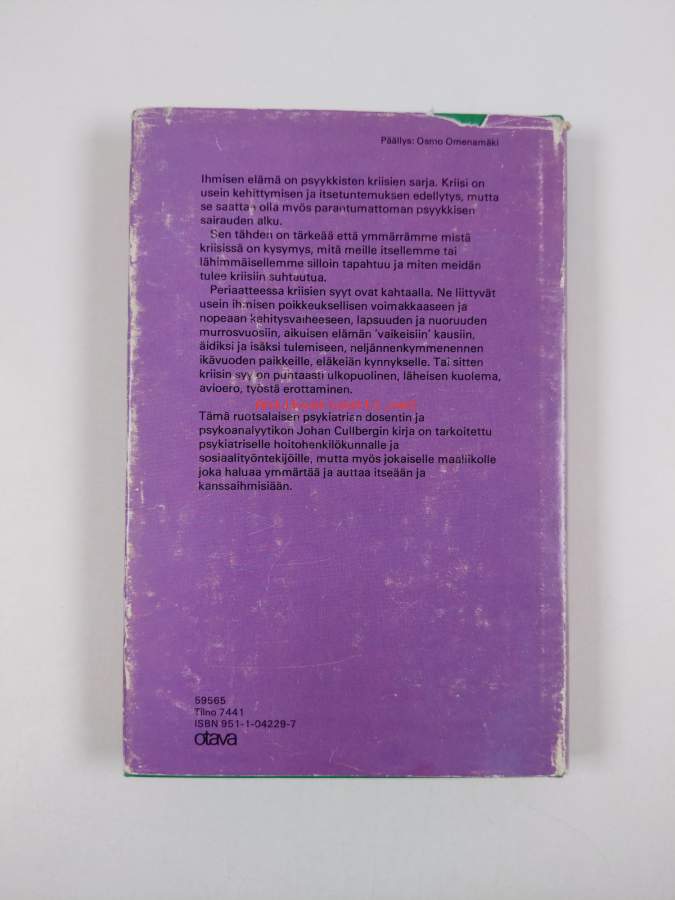 Päällys: Osmo Omenamäki
Ihmisen elämä on psyykkisten kriisien sarja. Kriisi on
usein kehittymisen ja itsetuntemuksen edellytys, mutta
se saattaa olla myös parantumattoman psyykkisen
sairauden alku.
Sen tähden on tärkeää että ymmärrämme mistä
kriisissä on kysymys, mitä meille itsellemme tai
lähimmäisellemme silloin tapahtuu ja miten meidän
tulee kriisiin suhtautua.
Periaatteessa kriisien syyt ovat kahtaalla. Ne liittyvät
usein ihmisen poikkeuksellisen voimakkaaseen ja
nopeaan kehitysvaiheeseen, lapsuuden ja nuoruuden
murrosvuosiin, aikuisen elämän 'vaikeisiin' kausiin,
äidiksi ja isäksi tulemiseen, neljännenkymmenennen
ikävuoden paikkeille, eläkeiän kynnykselle. Tai sitten
kriisin syy on puhtaasti ulkopuolinen, läheisen kuolema,
avioero, työstä erottaminen.
Tämä ruotsalaisen psykiatrian dosentin ja
psykoanalyytikon Johan Cullbergin kirja on tarkoitettu
psykiatriselle hoitohenkilökunnalle ja
sosiaalityöntekijöille, mutta myös jokaiselle maallikolle
joka haluaa ymmärtää ja auttaa itseään ja
kanssaihmisiään.
59565
Tilno 7441
ISBN 951-1-04229-7
otava